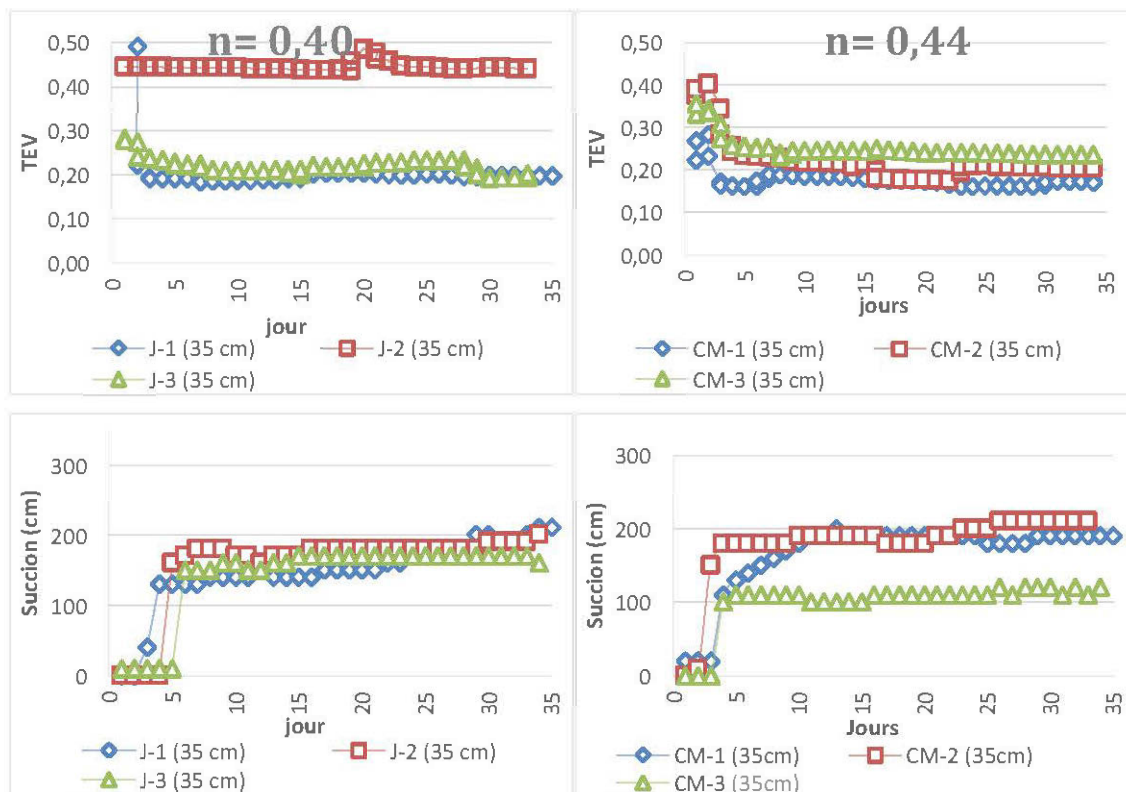 n= 0,40
0,50
0,40
0,30
0,20
0,10
0,00
TEV
0
5
10
15
20
25
30
35
jour
J-1 (35 cm)
J-2 (35 cm)
J-3 (35 cm)
n= 0,44
0,50
0,40
0,30
0,20
0,10
0,00
TEV
0
5
10
15
20
25
30
35
jours
CM-1 (35 cm)
CM-2 (35 cm)
CM-3 (35 cm)
300
200
100
0
Succion (cm)
0
5
10
15
20
25
30
35
jour
J-1 (35 cm)
J-2 (35 cm)
J-3 (35 cm)
300
200
100
0
Succion (cm)
0
5
10
15
20
25
30
35
Jours
CM-1 (35cm)
CM-2 (35cm)
CM-3 (35cm)